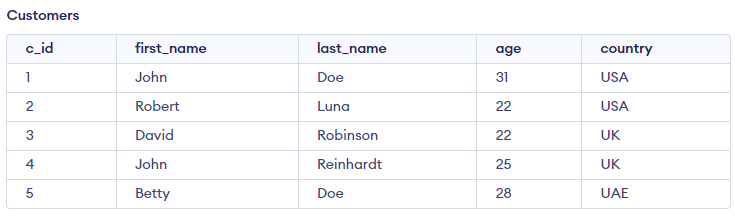 Customers
c_id first_name last_name age country
1 John Doe 31 USA
2 Robert Luna 22 USA
3 David Robinson 22 UK
4 John Reinhardt 25 UK
5 Betty Doe 28 UAE